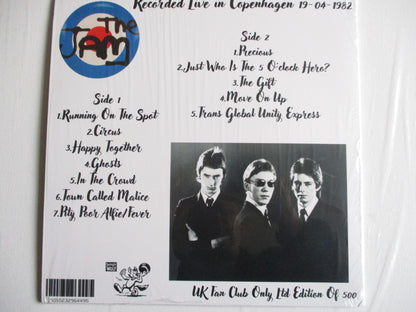 Recorded Live in Copenhagen 19-04-1982
The
JAM
Side 2
1.Precious
2.Just Who Is The 5 O'clock Hero?
3.The Gift
4.Move On Up
5.Trans Global Unity Express
Side 1
1.Running On The Spot
2.Circus
3.Happy Together
4.Ghosts
5.In The Crowd
6.Town Called Malice
7.Pity Poor Alfie/Fever
UK Fan Club Only, Ltd Edition Of 500